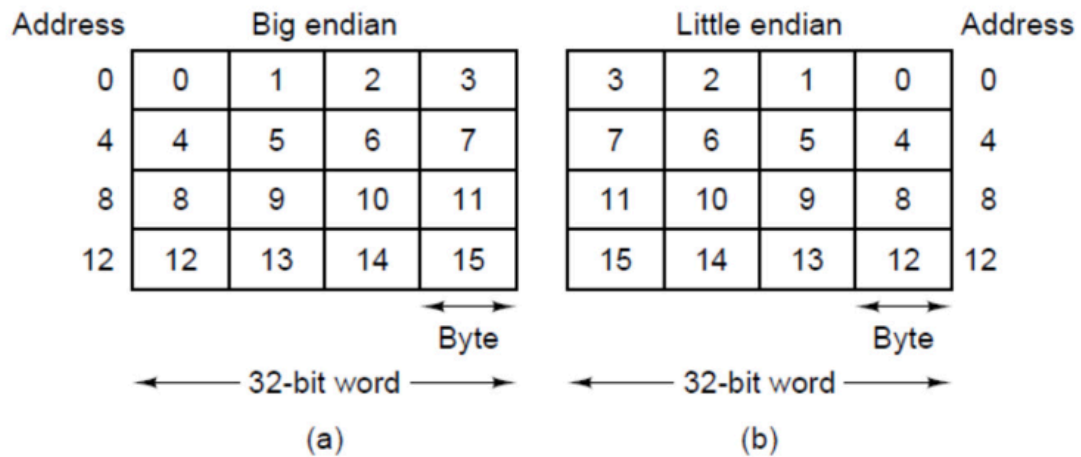 Address Big endian Little endian Address
0 0 1 2 3 3 2 1 0 0
4 4 5 6 7 7 6 5 4 4
8 8 9 10 11 11 10 9 8 8
12 12 13 14 15 15 14 13 12 12
Byte Byte
32-bit word 32-bit word
(a) (b)